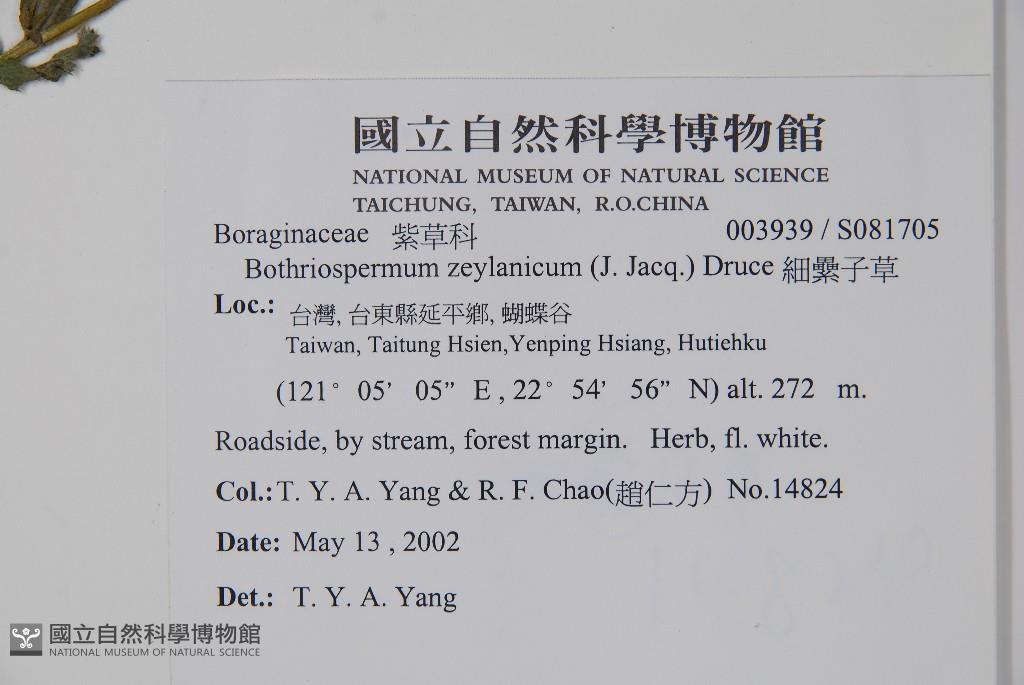 國立自然科學博物館
NATIONAL MUSEUM OF NATURAL SCIENCE
TAICHUNG, TAIWAN, R.O.CHINA
Boraginaceae 紫草科 003939 / S081705
Bothriospermum zeylanicum (J. Jacq.) Druce 細纍子草
Loc.: 台灣, 台東縣延平鄉, 蝴蝶谷
Taiwan, Taitung Hsien,Yenping Hsiang, Hutiehku
(121° 05’ 05” E , 22° 54’ 56” N) alt. 272 m.
Roadside, by stream, forest margin. Herb, fl. white.
Col.: T. Y. A. Yang & R. F. Chao(趙仁方) No.14824
Date: May 13 , 2002
Det.: T. Y. A. Yang
國立自然科學博物館
NATIONAL MUSEUM OF NATURAL SCIENCE